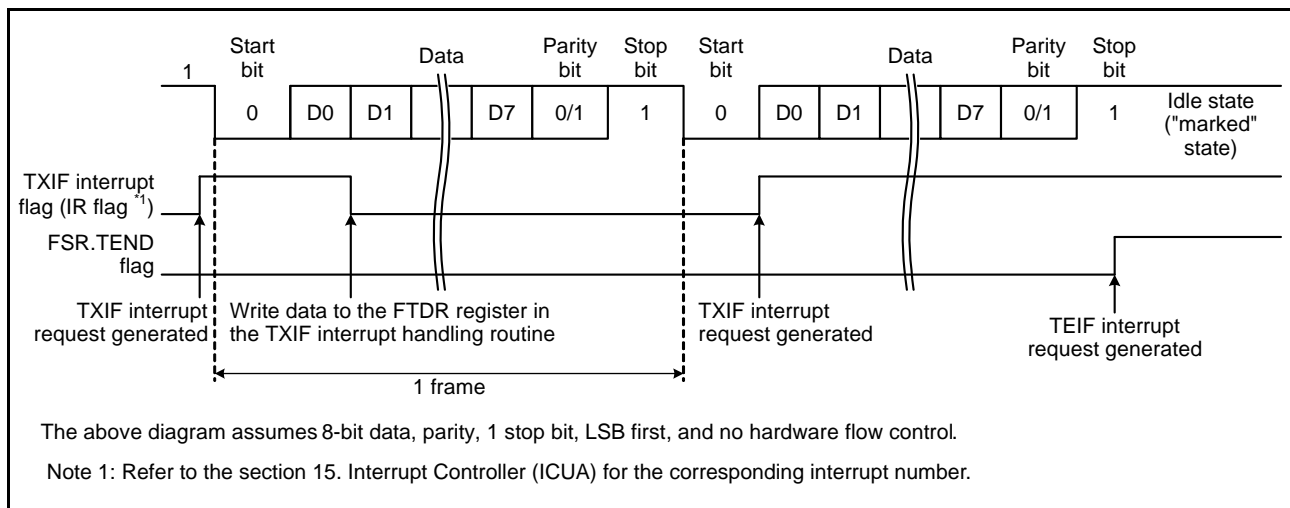 Start bit
Data
Parity bit
Stop bit
Start bit
Data
Parity bit
Stop bit
1
0 D0 D1 D7 0/1 1 0 D0 D1 D7 0/1 1
Idle state
("marked"
state)
TXIF interrupt
flag (IR flag *1)
FSR.TEND
flag
TXIF interrupt
request generated
Write data to the FTDR register in
the TXIF interrupt handling routine
TXIF interrupt
request generated
TEIF interrupt
request generated
1 frame
The above diagram assumes 8-bit data, parity, 1 stop bit, LSB first, and no hardware flow control.
Note 1: Refer to the section 15. Interrupt Controller (ICUA) for the corresponding interrupt number.